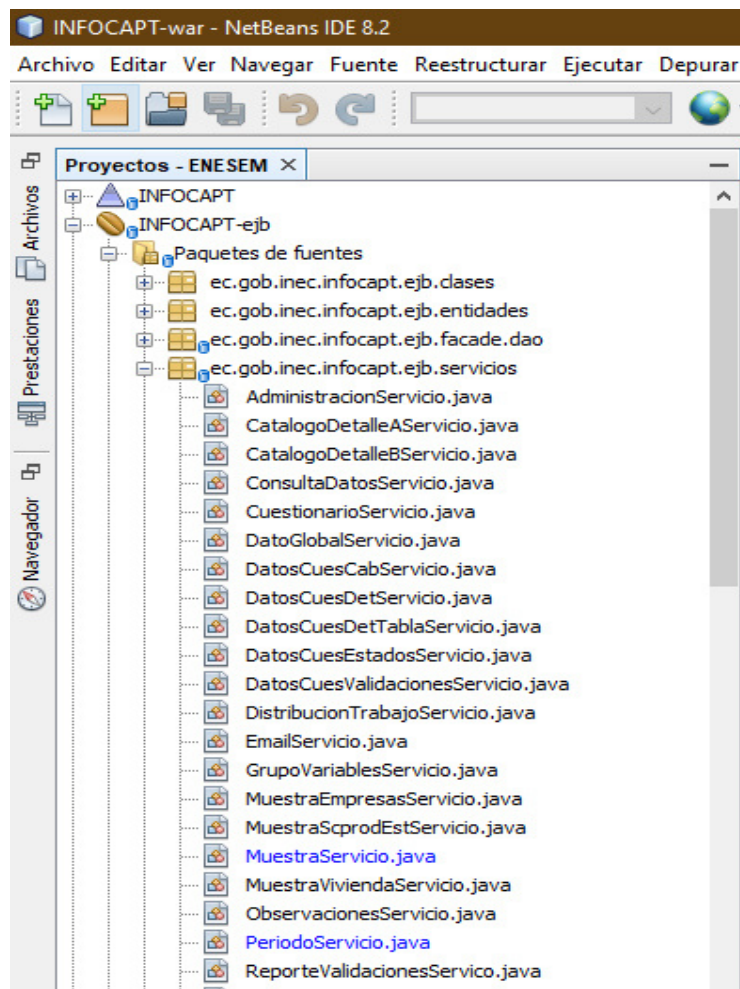 INFOCAPT-war - NetBeans IDE 8.2
Archivo Editar Ver Navegar Fuente Reestructurar Ejecutar Depurar
Proyectos - ENESEM
Archivos
Prestaciones
Navegador
INFOCAPT
INFOCAPT-ejb
Paquetes de fuentes
ec.gob.inec.infocapt.ejb.clases
ec.gob.inec.infocapt.ejb.entidades
ec.gob.inec.infocapt.ejb.facade.dao
ec.gob.inec.infocapt.ejb.servicios
AdministracionServicio.java
CatalogoDetalleAServicio.java
CatalogoDetalleBServicio.java
ConsultaDatosServicio.java
CuestionarioServicio.java
DatoGlobalServicio.java
DatosCuesCabServicio.java
DatosCuesDetServicio.java
DatosCuesDetTablaServicio.java
DatosCuesEstadosServicio.java
DatosCuesValidacionesServicio.java
DistribucionTrabajoServicio.java
EmailServicio.java
GrupoVariablesServicio.java
MuestraEmpresasServicio.java
MuestraScprodEstServicio.java
MuestraServicio.java
MuestraViviendaServicio.java
ObservacionesServicio.java
PeriodoServicio.java
ReporteValidacionesServico.java